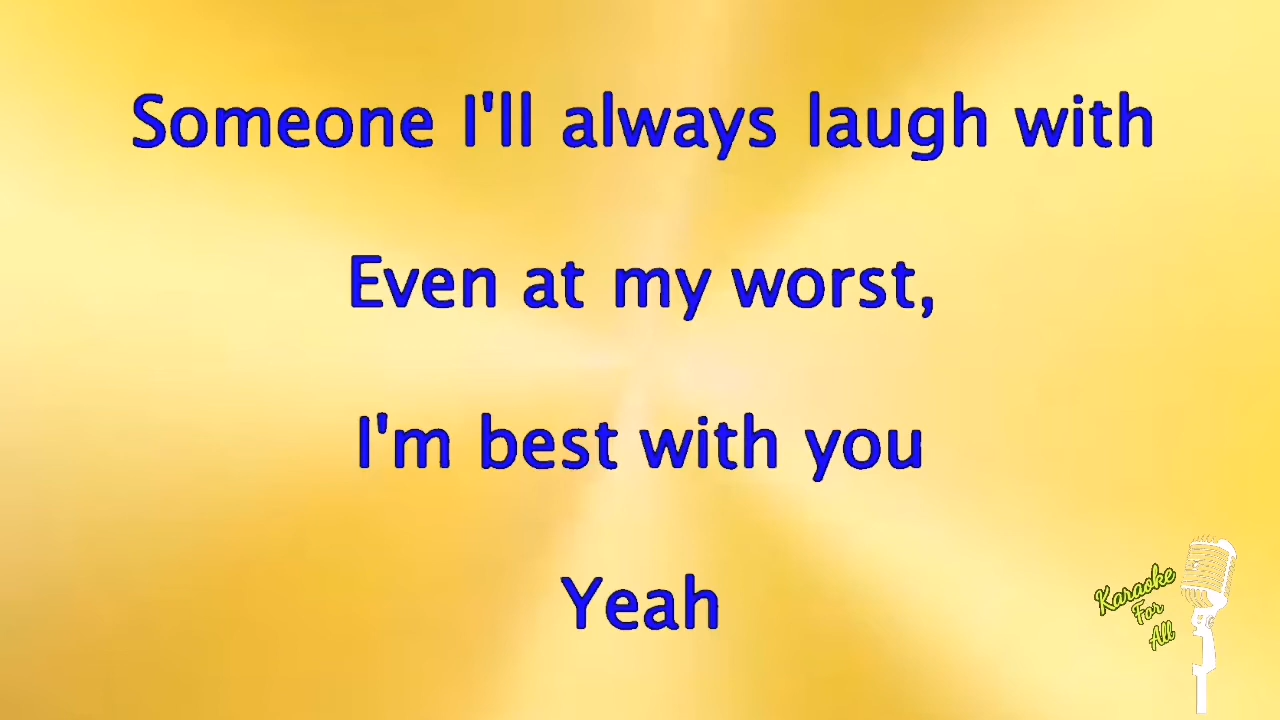 Someone I'll always laugh with
Even at my worst,
I'm best with you
Yeah
Karaoke
For
All